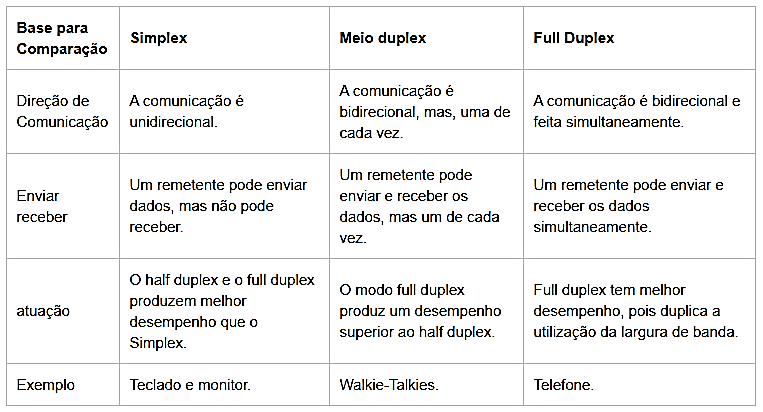 Base para
Comparação
Simplex
Meio duplex
Full Duplex
Direção de
Comunicação
A comunicação é
unidirecional.
A comunicação é
bidirecional, mas, uma de
cada vez.
A comunicação é bidirecional e
feita simultaneamente.
Enviar
receber
Um remetente pode enviar
dados, mas não pode
receber.
Um remetente pode
enviar e receber os
dados, mas um de cada
vez.
Um remetente pode enviar e
receber os dados
simultaneamente.
atuação
O half duplex e o full duplex
produzem melhor
desempenho que o
Simplex.
O modo full duplex
produz um desempenho
superior ao half duplex.
Full duplex tem melhor
desempenho, pois duplica a
utilização da largura de banda.
Exemplo
Teclado e monitor.
Walkie-Talkies.
Telefone.